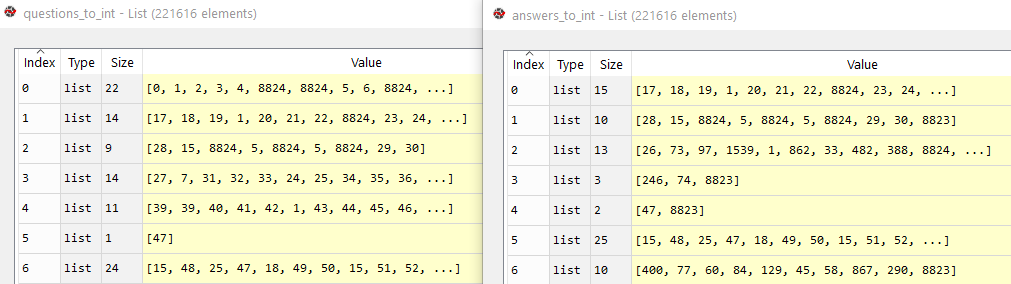 questions_to_int - List (221616 elements)
Index Type Size Value
0 list 22 [0, 1, 2, 3, 4, 8824, 8824, 5, 6, 8824, ...]
1 list 14 [17, 18, 19, 1, 20, 21, 22, 8824, 23, 24, ...]
2 list 9 [28, 15, 8824, 5, 8824, 5, 8824, 29, 30]
3 list 14 [27, 7, 31, 32, 33, 24, 25, 34, 35, 36, ...]
4 list 11 [39, 39, 40, 41, 42, 1, 43, 44, 45, 46, ...]
5 list 1 [47]
6 list 24 [15, 48, 25, 47, 18, 49, 50, 15, 51, 52, ...]
answers_to_int - List (221616 elements)
Index Type Size Value
0 list 15 [17, 18, 19, 1, 20, 21, 22, 8824, 23, 24, ...]
1 list 10 [28, 15, 8824, 5, 8824, 5, 8824, 29, 30, 8823]
2 list 13 [26, 73, 97, 1539, 1, 862, 33, 482, 388, 8824, ...]
3 list 3 [246, 74, 8823]
4 list 2 [47, 8823]
5 list 25 [15, 48, 25, 47, 18, 49, 50, 15, 51, 52, ...]
6 list 10 [400, 77, 60, 84, 129, 45, 58, 867, 290, 8823]